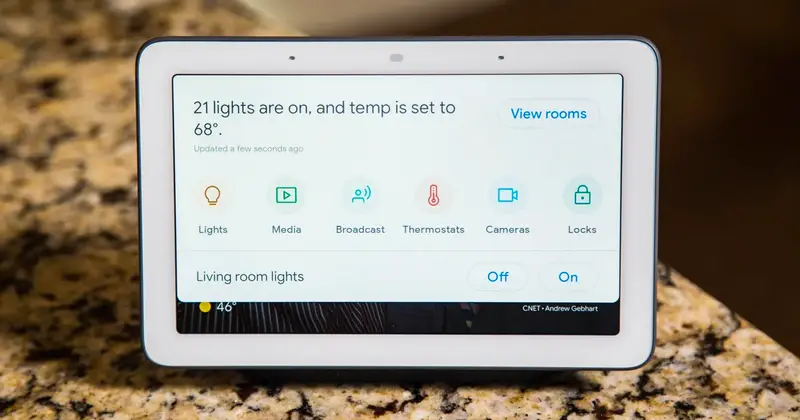 21 lights are on, and temp is set to
68°.
View rooms
Updated a few seconds ago
Lights
Media
Broadcast
Thermostats
Cameras
Locks
Living room lights
Off
On
46°
CNET • Andrew Gebhart